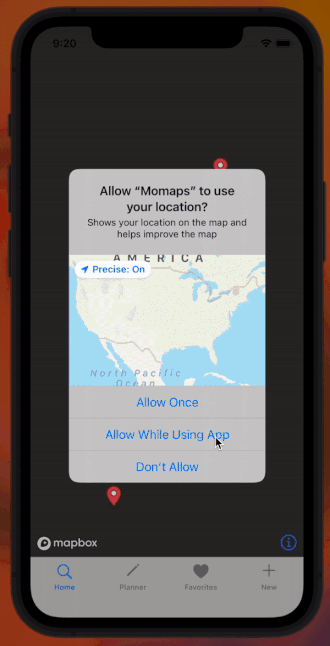 9:20
Allow “Momaps” to use
your location?
Shows your location on the map and
helps improve the map
AMERICA
Precise: On
North Pacific
Ocean
Allow Once
Allow While Using App
Don’t Allow
mapbox
Home
Planner
Favorites
New